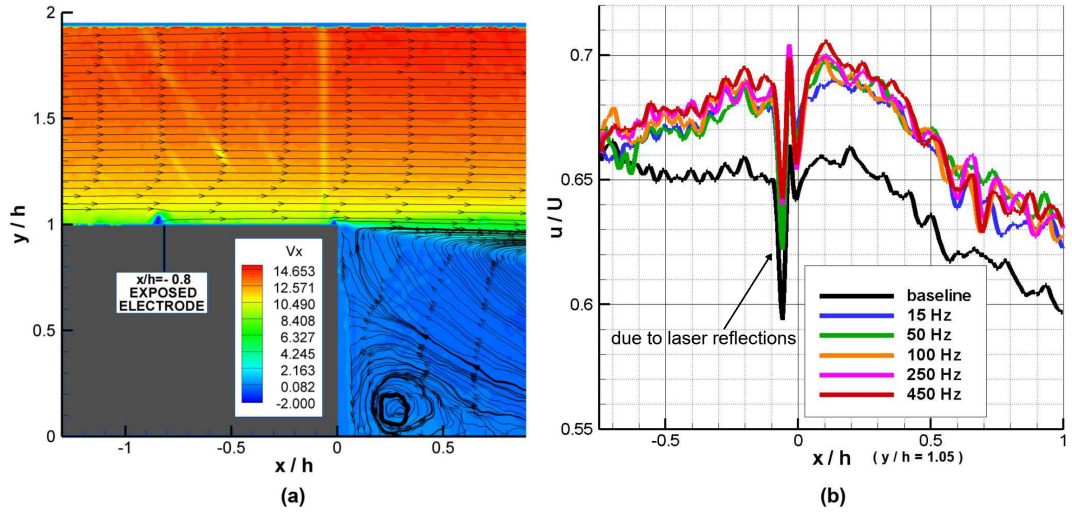 2
1.5
1
0.5
0
y / h
-1
-0.5
0
0.5
x / h
x/h=- 0.8
EXPOSED
ELECTRODE
Vx
14.653
12.571
10.490
8.408
6.327
4.245
2.163
0.082
-2.000
(a)
0.7
0.65
0.6
0.55
u / U
due to laser reflections
baseline
15 Hz
50 Hz
100 Hz
250 Hz
450 Hz
-0.5
0
0.5
1
x / h ( y / h = 1.05 )
(b)